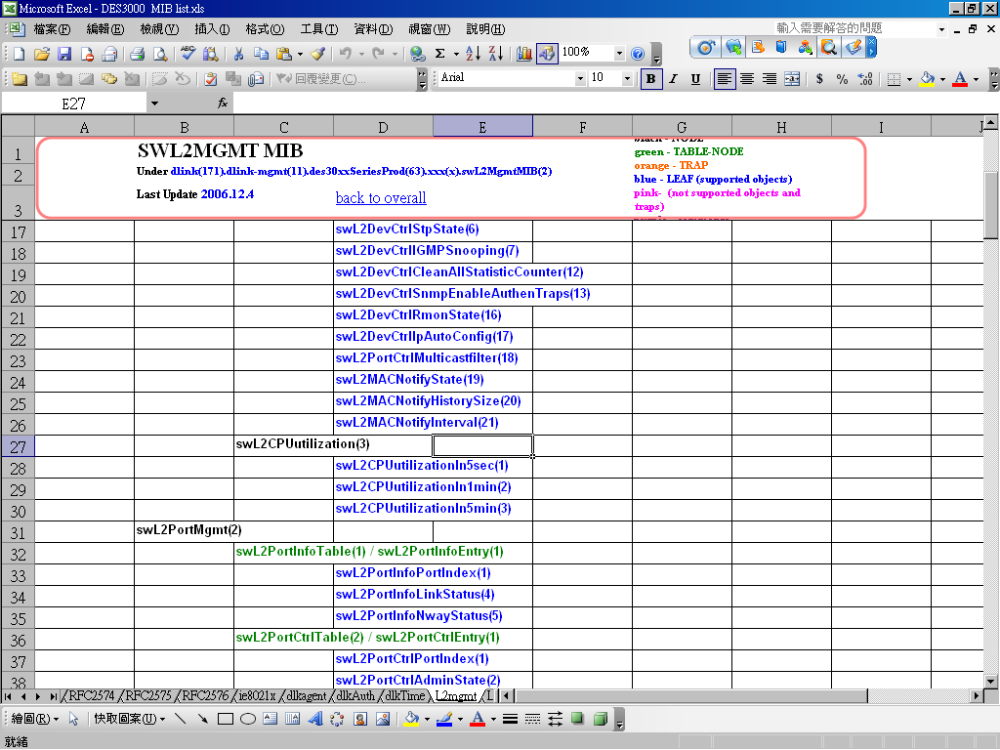 Microsoft Excel - DES3000 MIB list.xls
檔案(F) 編輯(E) 檢視(V) 插入(I) 格式(O) 工具(T) 資料(D) 視窗(W) 說明(H) 輸入需要解答的問題
100%
回覆變更(C)... Arial 10 B I U $ %
E27 fx
A B C D E F G H I J
1 SWL2MGMT MIB
black - NODE
green - TABLE-NODE
2 Under dlink(171).dlink-mgmt(11).des30xxSeriesProd(63).xxx(x).swL2MgmtMIB(2)
orange - TRAP
blue - LEAF (supported objects)
3 Last Update 2006.12.4 back to overall
pink- (not supported objects and
traps)
17 swL2DevCtrlStpState(6)
18 swL2DevCtrlIGMPSnooping(7)
19 swL2DevCtrlCleanAllStatisticCounter(12)
20 swL2DevCtrlSnmpEnableAuthenTraps(13)
21 swL2DevCtrlRmonState(16)
22 swL2DevCtrlIpAutoConfig(17)
23 swL2PortCtrlMulticastfilter(18)
24 swL2MACNotifyState(19)
25 swL2MACNotifyHistorySize(20)
26 swL2MACNotifyInterval(21)
27 swL2CPUutilization(3)
28 swL2CPUutilizationIn5sec(1)
29 swL2CPUutilizationIn1min(2)
30 swL2CPUutilizationIn5min(3)
31 swL2PortMgmt(2)
32 swL2PortInfoTable(1) / swL2PortInfoEntry(1)
33 swL2PortInfoPortIndex(1)
34 swL2PortInfoLinkStatus(4)
35 swL2PortInfoNwayStatus(5)
36 swL2PortCtrlTable(2) / swL2PortCtrlEntry(1)
37 swL2PortCtrlPortIndex(1)
38 swL2PortCtrlAdminState(2)
RFC2574 / RFC2575 / RFC2576 / ie8021x / dlkagent / dlkAuth / dlkTime / L2mgmt / L
繪圖(R) 快取圖案(U)
就緒